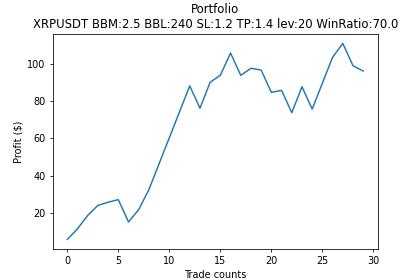 Portfolio
XRPUSDT BBM:2.5 BBL:240 SL:1.2 TP:1.4 lev:20 WinRatio:70.0
100
80
60
40
20
Profit ($)
0 5 10 15 20 25 30
Trade counts